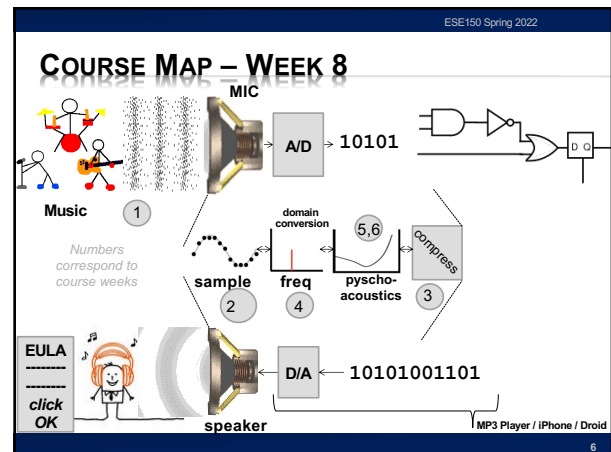 ESE150 Spring 2022
COURSE MAP – WEEK 8
MIC
A/D
10101
D Q
Music
1
Numbers
correspond to
course weeks
domain
conversion
5,6
compress
sample
freq
pyscho-
acoustics
2
4
3
EULA
--------
--------
click
OK
D/A
10101001101
speaker
MP3 Player / iPhone / Droid
6